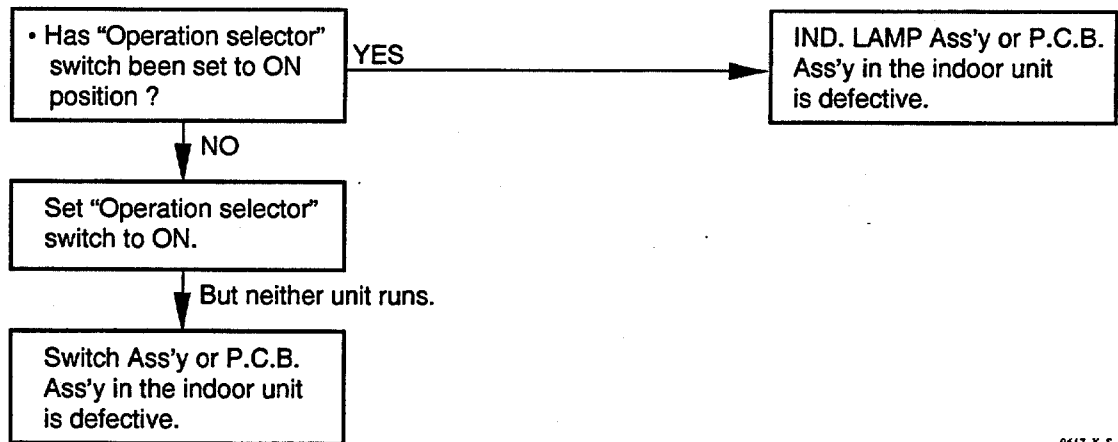 • Has “Operation selector”
switch been set to ON
position ?
YES
IND. LAMP Ass'y or P.C.B.
Ass'y in the indoor unit
is defective.
NO
Set “Operation selector”
switch to ON.
But neither unit runs.
Switch Ass'y or P.C.B.
Ass'y in the indoor unit
is defective.